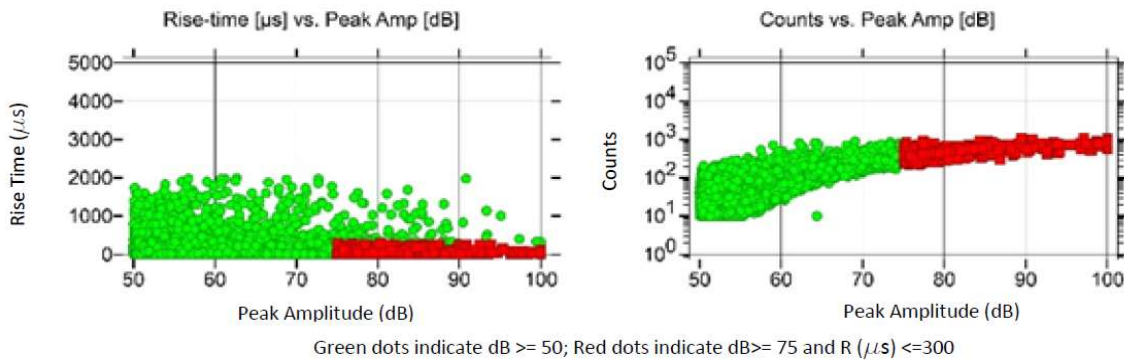 Rise-time [µs] vs. Peak Amp [dB]
5000
4000
3000
2000
1000
0
Rise Time (µs)
50 60 70 80 90 100
Peak Amplitude (dB)
Counts vs. Peak Amp [dB]
10⁵
10⁴
10³
10²
10¹
10⁰
Counts
50 60 70 80 90 100
Peak Amplitude (dB)
Green dots indicate dB >= 50; Red dots indicate dB>= 75 and R (µs) <=300